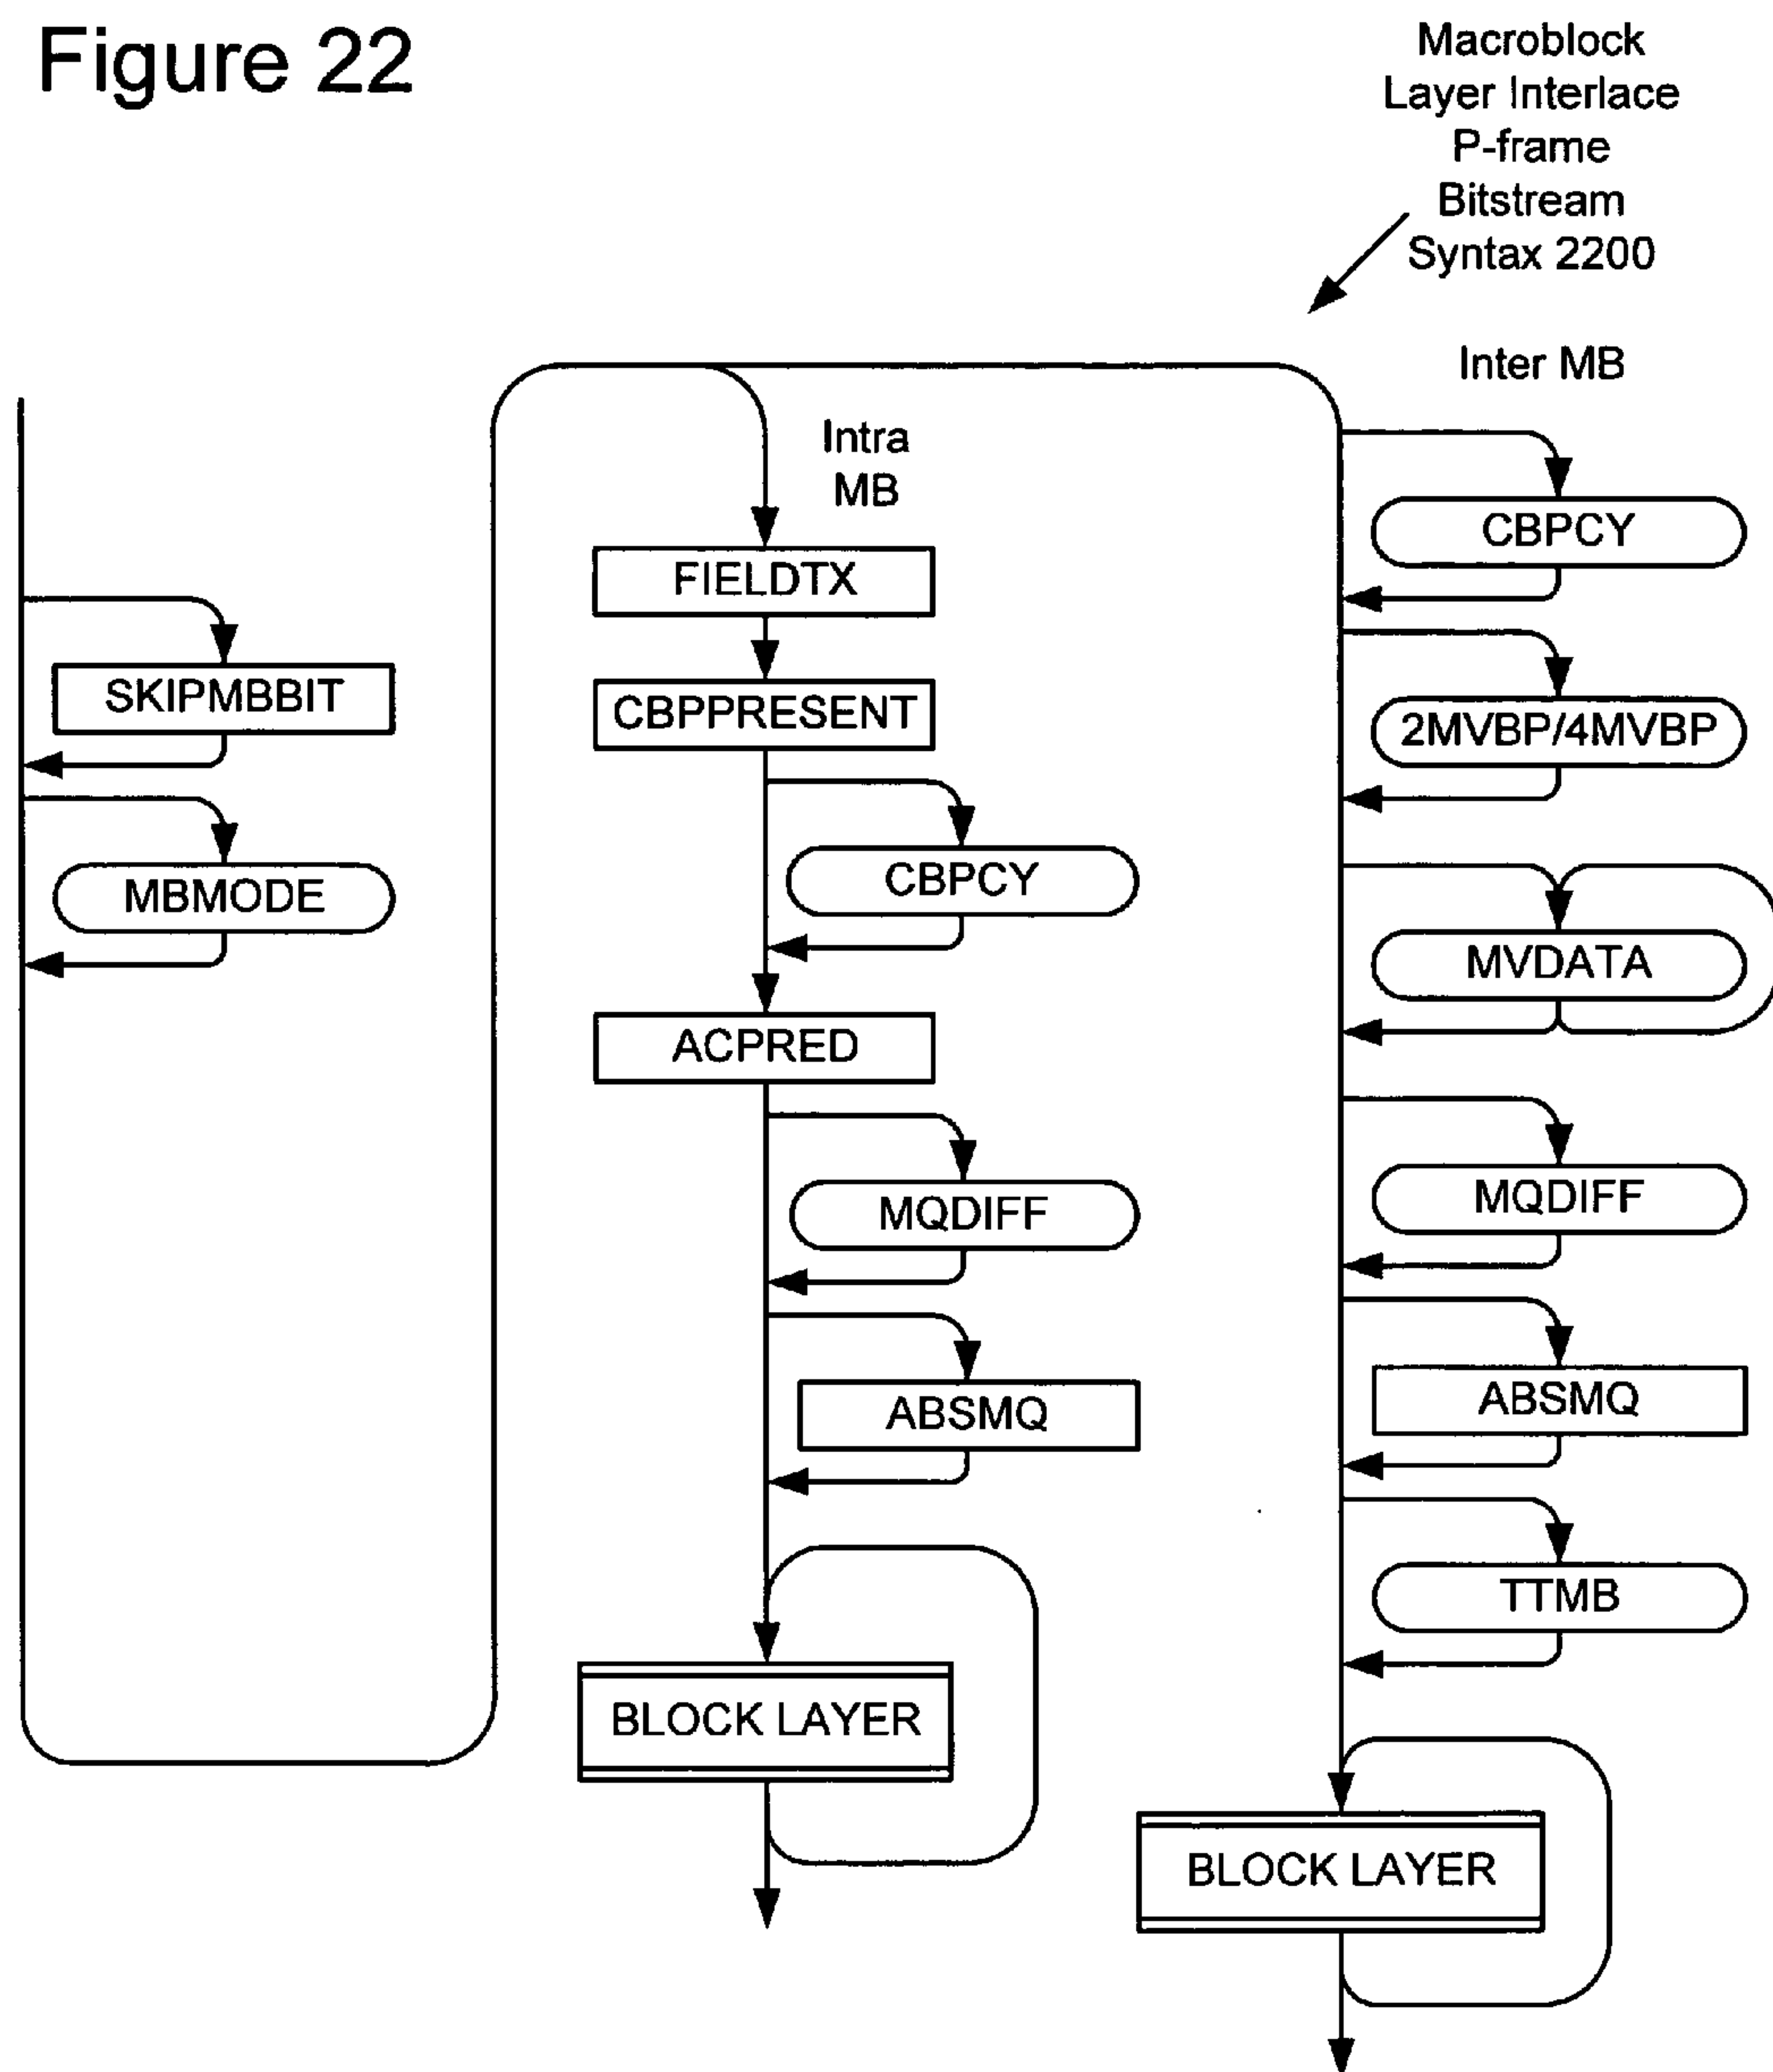 Figure 22
Macroblock
Layer Interlace
P-frame
Bitstream
Syntax 2200
SKIPMBBIT
MBMODE
Intra
MB
FIELDTX
CBPPRESENT
CBPCY
ACPRED
MQDIFF
ABSMQ
BLOCK LAYER
Inter MB
CBPCY
2MVBP/4MVBP
MVDATA
MQDIFF
ABSMQ
TTMB
BLOCK LAYER